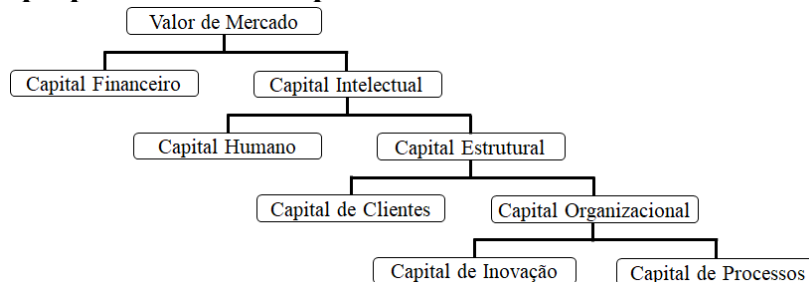 Valor de Mercado
Capital Financeiro
Capital Intelectual
Capital Humano
Capital Estrutural
Capital de Clientes
Capital Organizacional
Capital de Inovação
Capital de Processos